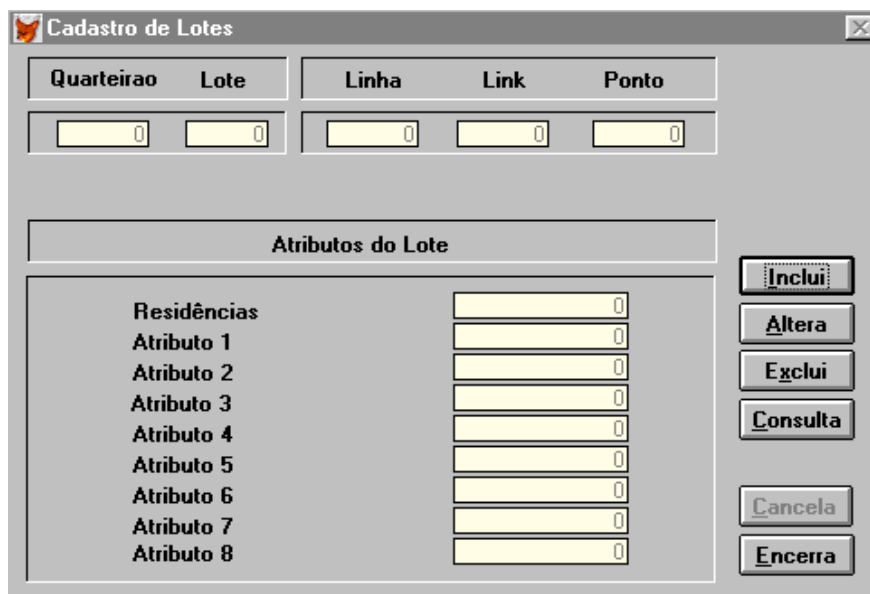 Cadastro de Lotes
Quarteirao Lote Linha Link Ponto
0 0 0 0 0
Atributos do Lote
Residências 0
Atributo 1 0
Atributo 2 0
Atributo 3 0
Atributo 4 0
Atributo 5 0
Atributo 6 0
Atributo 7 0
Atributo 8 0
Inclui
Altera
Exclui
Consulta
Cancela
Encerra